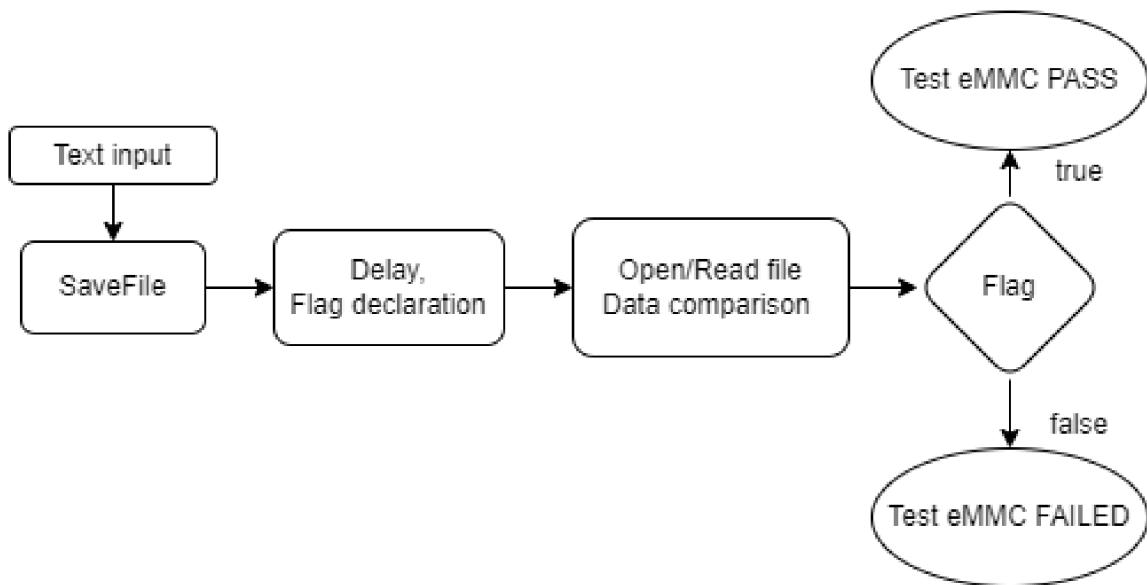 Text input
SaveFile
Delay,
Flag declaration
Open/Read file
Data comparison
Flag
true
Test eMMC PASS
false
Test eMMC FAILED